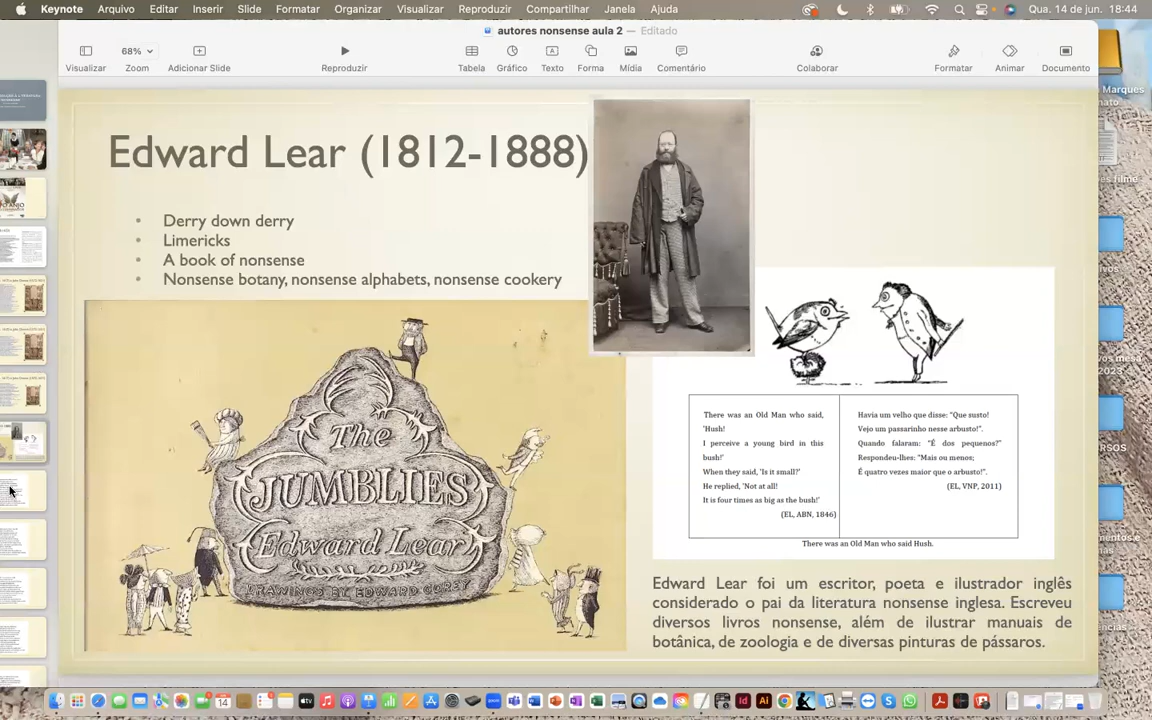 Keynote Arquivo Editar Inserir Slide Formatar Organizar Visualizar Reproduzir Compartilhar Janela Ajuda Qua. 14 de jun. 18:44
autores nonsense aula 2 — Editado
68%
Visualizar Zoom Adicionar Slide Reproduzir Tabela Gráfico Texto Forma Mídia Comentário Colaborar Formatar Animar Documento
Edward Lear (1812-1888)
• Derry down derry
• Limericks
• A book of nonsense
• Nonsense botany, nonsense alphabets, nonsense cookery
The
JUMBLIES
Edward Lear
DRAWINGS BY EDWARD GOREY
There was an Old Man who said,
'Hush!
I perceive a young bird in this
bush!'
When they said, 'Is it small?'
He replied, 'Not at all!
It is four times as big as the bush!'
(EL, ABN, 1846)
Havia um velho que disse: “Que susto!
Vejo um passarinho nesse arbusto!”.
Quando falaram: “É dos pequenos?”
Respondeu-lhes: “Mais ou menos;
É quatro vezes maior que o arbusto!”.
(EL, VNP, 2011)
There was an Old Man who said Hush.
Edward Lear foi um escritor, poeta e ilustrador inglês
considerado o pai da literatura nonsense inglesa. Escreveu
diversos livros nonsense, além de ilustrar manuais de
botânica, de zoologia e de diversas pinturas de pássaros.
Marques
filme
2023